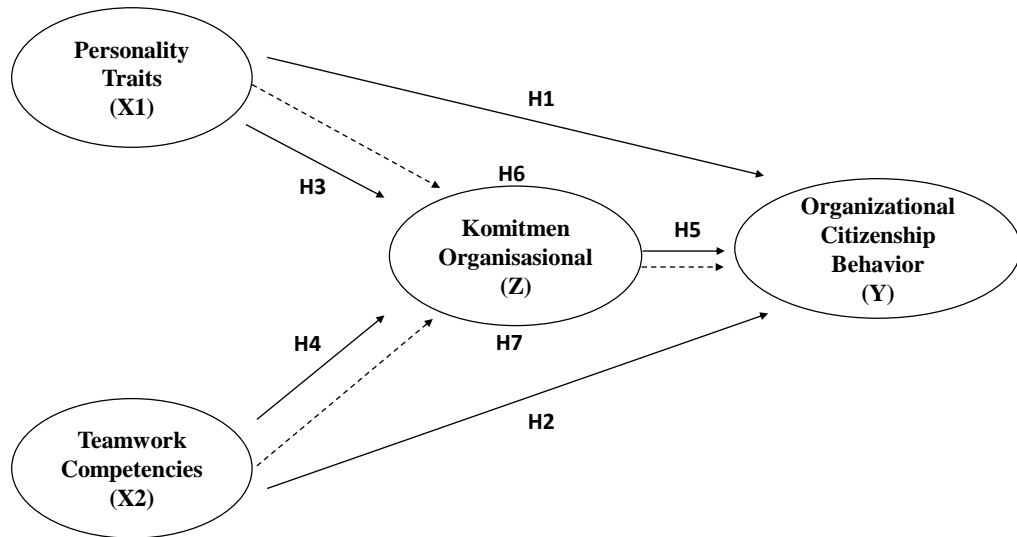 Personality
Traits
(X1)
H1
H3
H6
Komitmen
Organisasional
(Z)
H5
Organizational
Citizenship
Behavior
(Y)
H4
H7
H2
Teamwork
Competencies
(X2)